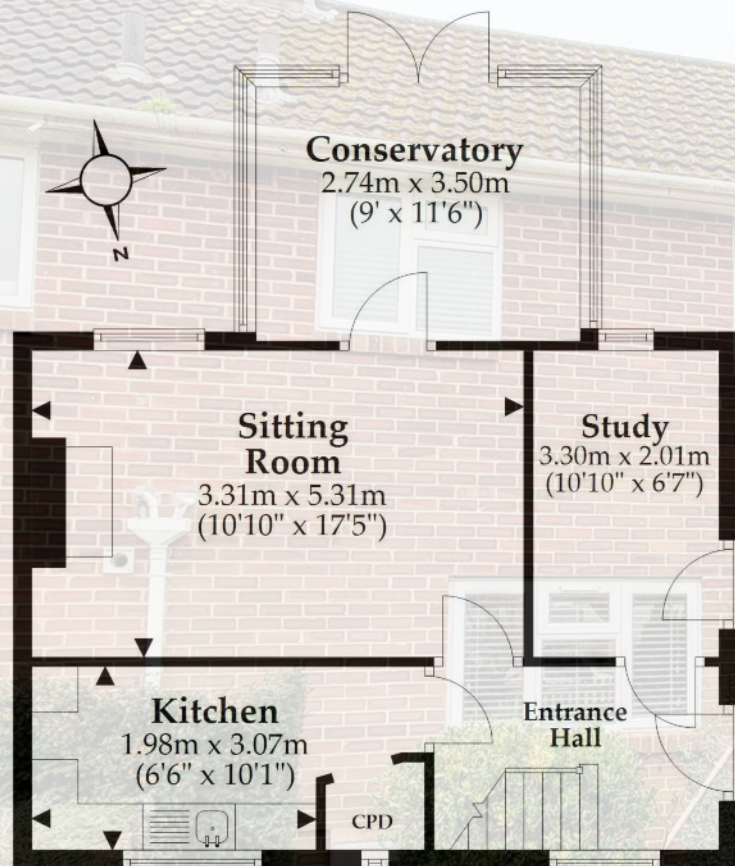 Conservatory
2.74m x 3.50m
(9' x 11'6")
N
Sitting
Room
3.31m x 5.31m
(10'10" x 17'5")
Study
3.30m x 2.01m
(10'10" x 6'7")
Kitchen
1.98m x 3.07m
(6'6" x 10'1")
Entrance
Hall
CPD